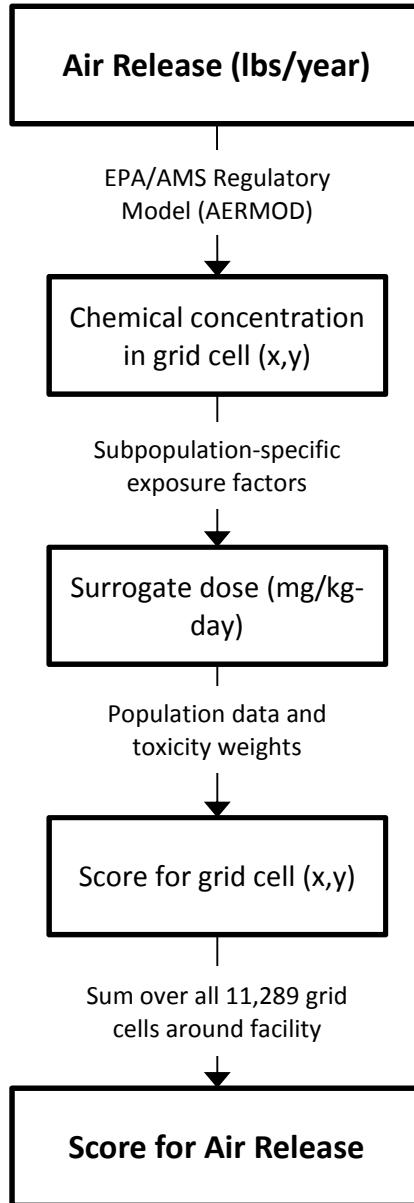 Air Release (lbs/year)
EPA/AMS Regulatory
Model (AERMOD)
Chemical concentration
in grid cell (x,y)
Subpopulation-specific
exposure factors
Surrogate dose (mg/kg-
day)
Population data and
toxicity weights
Score for grid cell (x,y)
Sum over all 11,289 grid
cells around facility
Score for Air Release